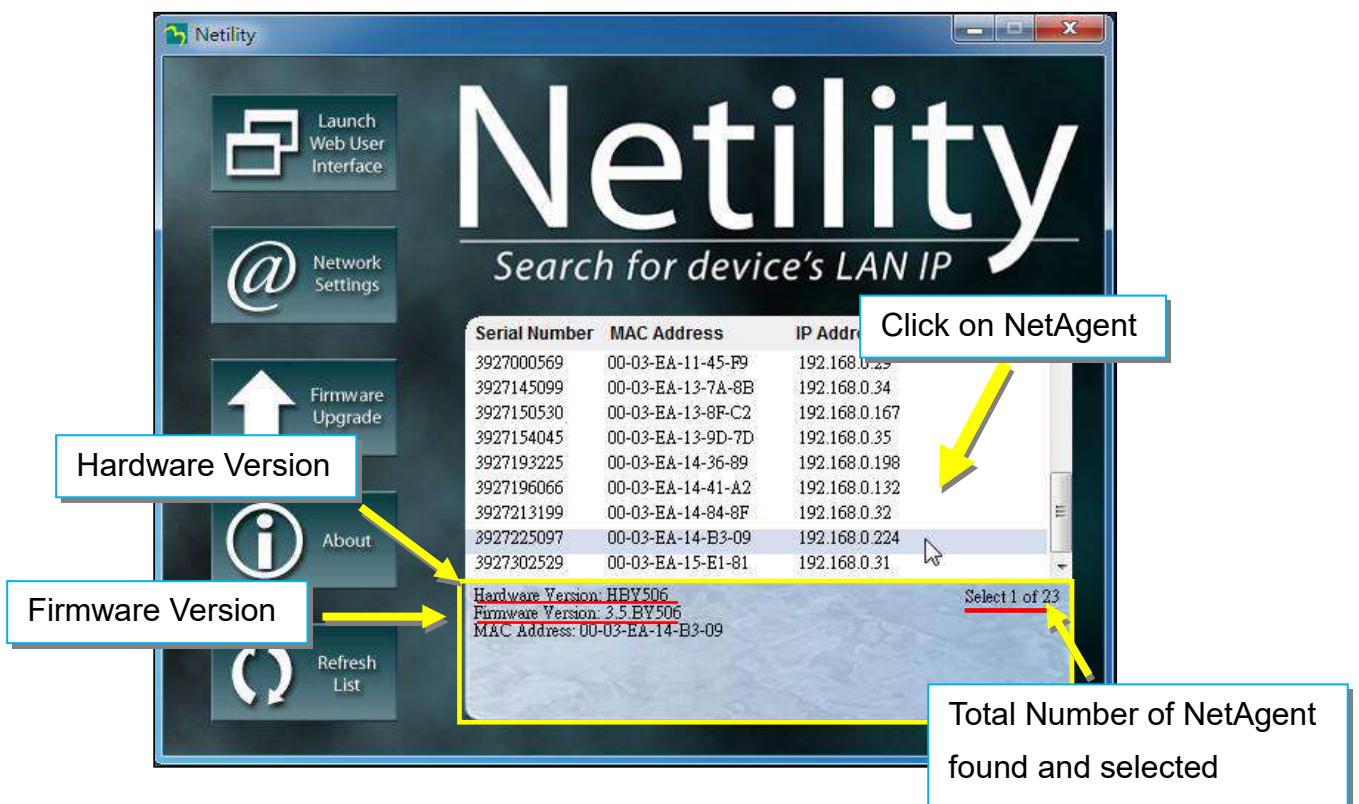 Netility
Launch
Web User
Interface
Network
Settings
Firmware
Upgrade
About
Refresh
List
Netility
Search for device's LAN IP
Click on NetAgent
Serial Number MAC Address IP Addre
3927000569 00-03-EA-11-45-F9 192.168.0.29
3927145099 00-03-EA-13-7A-8B 192.168.0.34
3927150530 00-03-EA-13-8F-C2 192.168.0.167
3927154045 00-03-EA-13-9D-7D 192.168.0.35
3927193225 00-03-EA-14-36-89 192.168.0.198
3927196066 00-03-EA-14-41-A2 192.168.0.132
3927213199 00-03-EA-14-84-8F 192.168.0.32
3927225097 00-03-EA-14-B3-09 192.168.0.224
3927302529 00-03-EA-15-E1-81 192.168.0.31
Hardware Version
Firmware Version
Hardware Version: HBY506 Select 1 of 23
Firmware Version: 3.5.BY506
MAC Address: 00-03-EA-14-B3-09
Total Number of NetAgent
found and selected